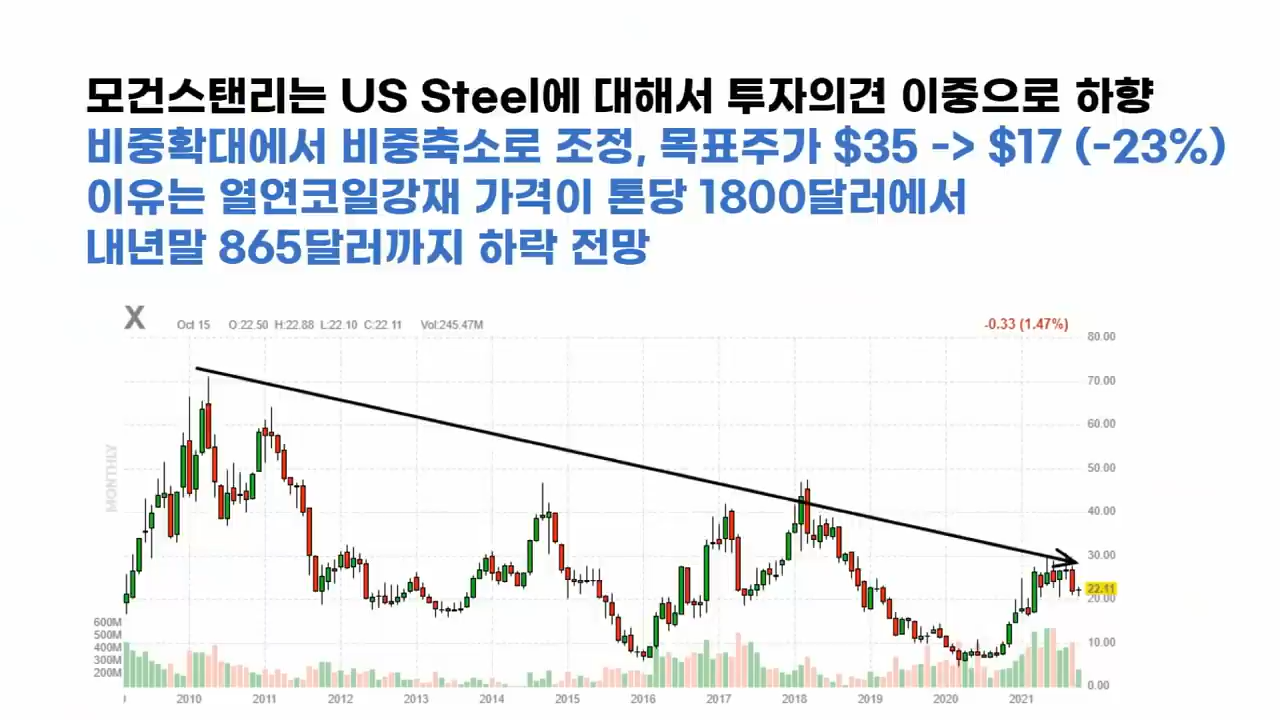 모건스탠리는 US Steel에 대해서 투자의견 이중으로 하향
비중확대에서 비중축소로 조정, 목표주가 $35 -> $17 (-23%)
이유는 열연코일강재 가격이 톤당 1800달러에서
내년말 865달러까지 하락 전망
X Oct 15 O:22.50 H:22.88 L:22.10 C:22.11 Vol:245.47M -0.33 (1.47%)
80.00
70.00
60.00
50.00
MONTHLY
40.00
30.00
22.11
20.00
600M
500M
10.00
400M
300M
200M
0.00
2010 2011 2012 2013 2014 2015 2016 2017 2018 2019 2020 2021